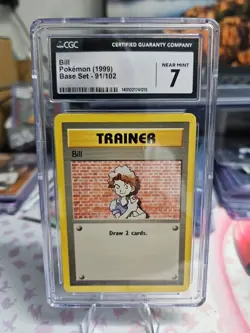 CGC
CERTIFIED GUARANTY COMPANY
Bill
Pokémon (1999)
Base Set - 91/102
NEAR MINT
7
TRAINER
Bill
Draw 2 cards.